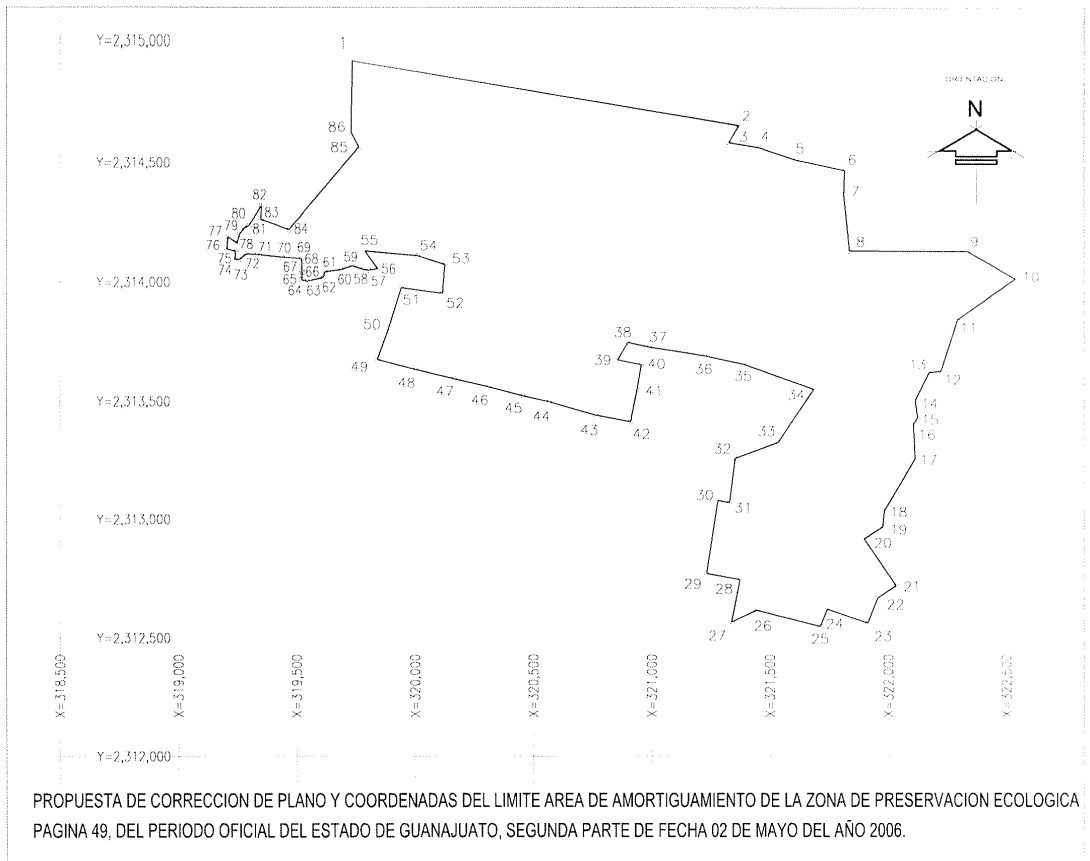 Y=2,315,000
1
ORIENTACION
N
2
3 4
86
5
85
6
Y=2,314,500
7
82
83
80
81
84
77 79
76
78 71 70 69
55
54
8
9
75
72
67 68
61
59
53
74 73
65 66
60 58 57 56
Y=2,314,000
64 63 62
52
10
51
50
38 37
11
49
39
40
36
35
48
13
12
47
41
34
46
45
14
Y=2,313,500
44
43
42
15
16
33
32
17
30
31
18
Y=2,313,000
19
20
29 28
21
22
26
24
27
25
23
Y=2,312,500
X=318,500
X=319,000
X=319,500
X=320,000
X=320,500
X=321,000
X=321,500
X=322,000
X=322,500
Y=2,312,000
PROPUESTA DE CORRECCION DE PLANO Y COORDENADAS DEL LIMITE AREA DE AMORTIGUAMIENTO DE LA ZONA DE PRESERVACION ECOLOGICA
PAGINA 49, DEL PERIODO OFICIAL DEL ESTADO DE GUANAJUATO, SEGUNDA PARTE DE FECHA 02 DE MAYO DEL AÑO 2006.